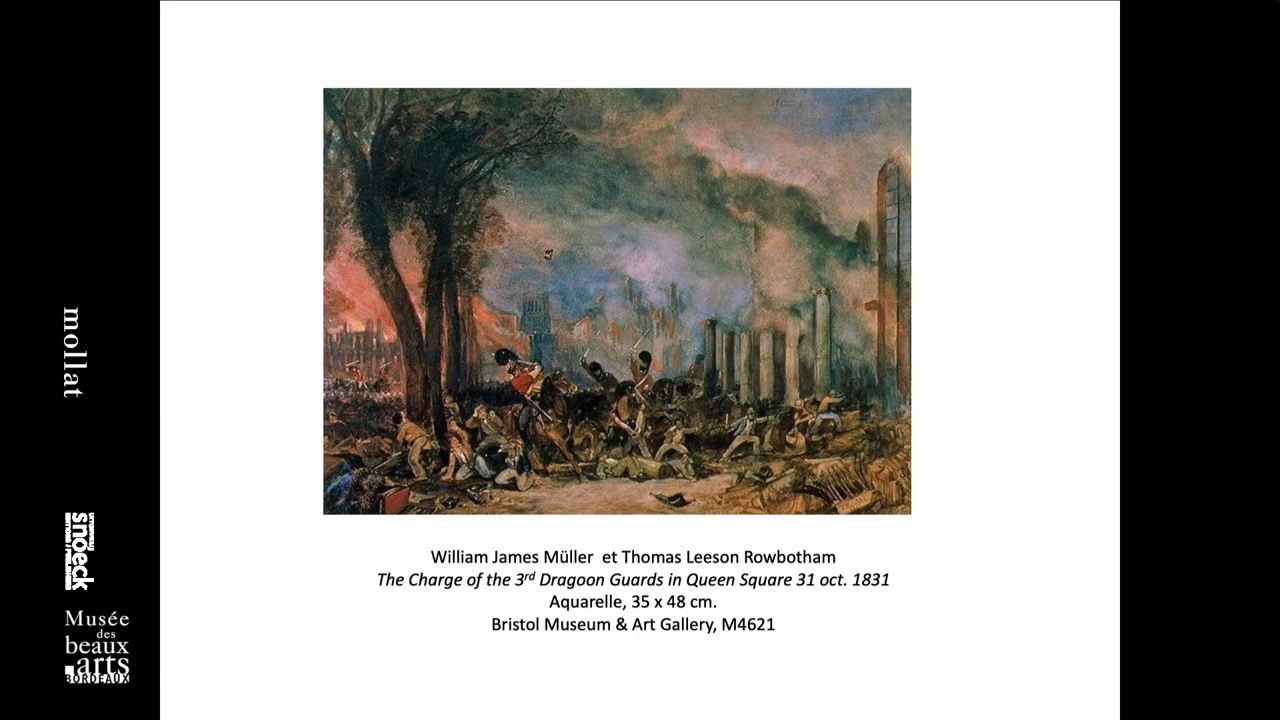 mollat
snoeck
Musée
des
beaux
arts
BORDEAUX
William James Müller et Thomas Leeson Rowbotham
The Charge of the 3rd Dragoon Guards in Queen Square 31 oct. 1831
Aquarelle, 35 x 48 cm.
Bristol Museum & Art Gallery, M4621